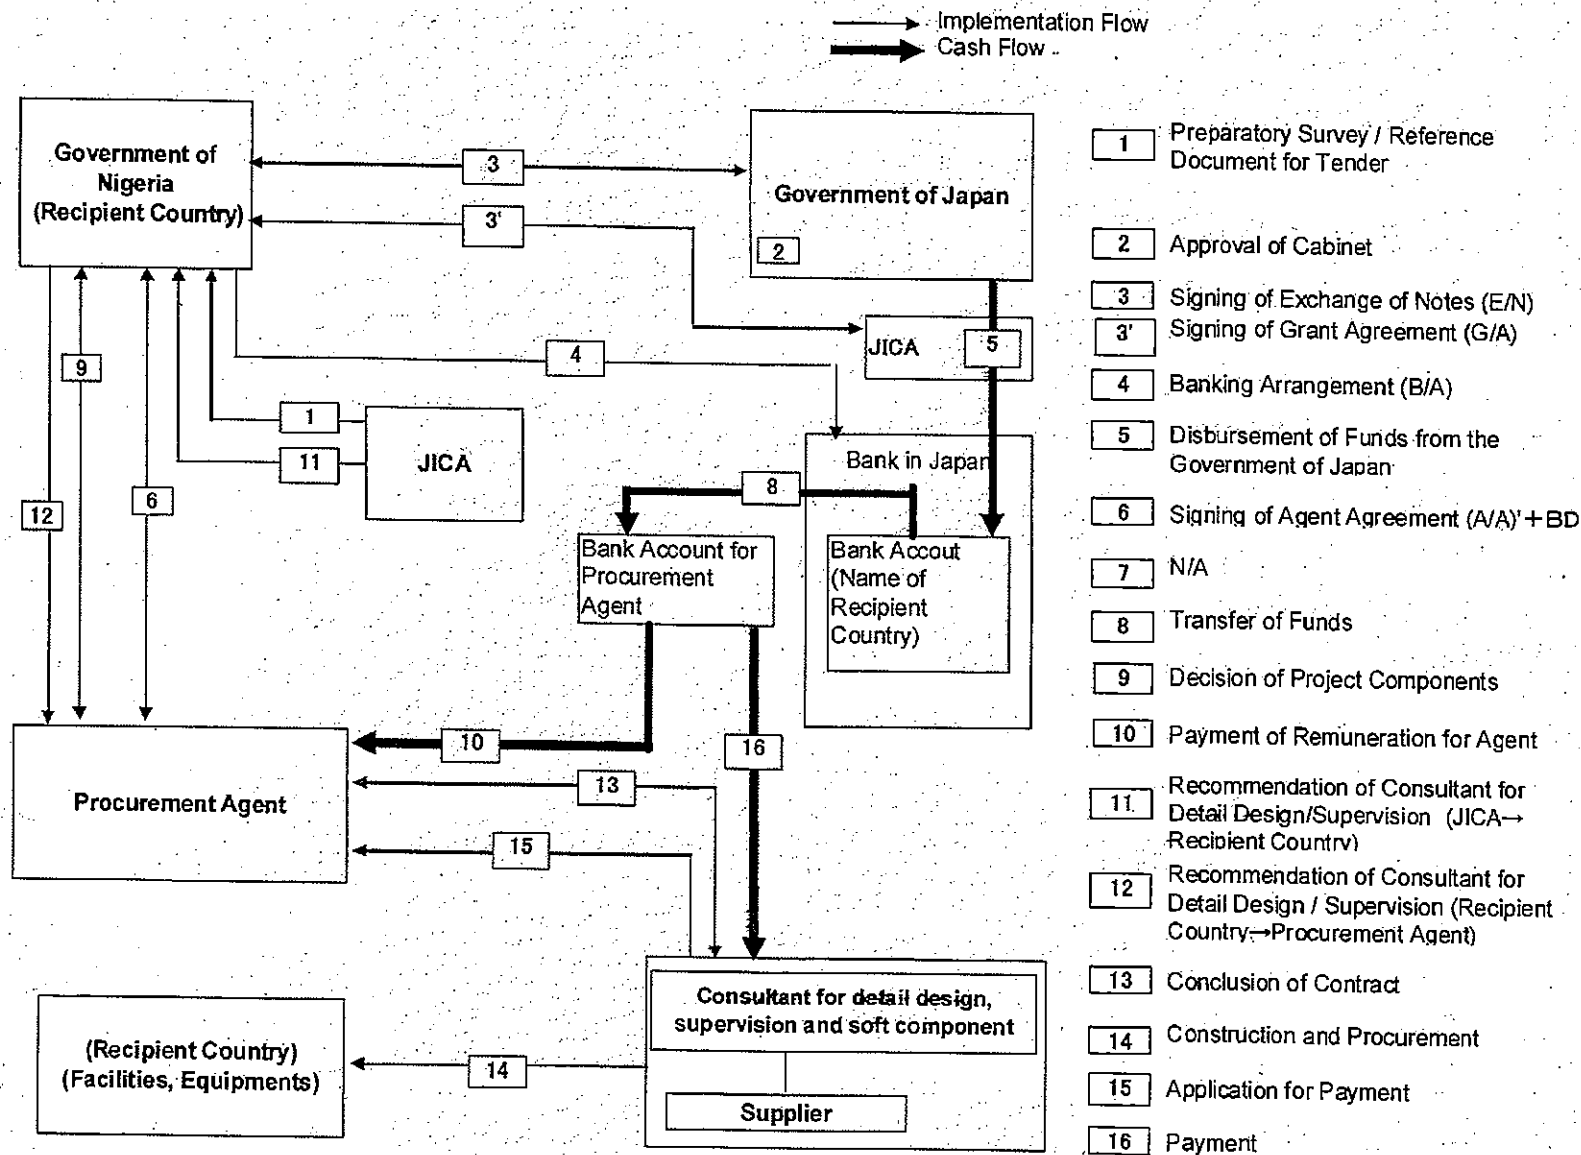 Implementation Flow
Cash Flow ..
Government of
Nigeria
(Recipient Country)
3
3'
Government of Japan
2
JICA
5
4
9
1
11
JICA
12
6
8
Bank in Japan
Bank Account for
Procurement
Agent
Bank Accout
(Name of
Recipient
Country)
10
16
Procurement Agent
13
15
Consultant for detail design,
supervision and soft component
Supplier
14
(Recipient Country)
(Facilities, Equipments)
1 Preparatory Survey / Reference
Document for Tender
2 Approval of Cabinet
3 Signing of Exchange of Notes (E/N)
3' Signing of Grant Agreement (G/A)
4 Banking Arrangement (B/A)
5 Disbursement of Funds from the
Government of Japan
6 Signing of Agent Agreement (A/A)'+BD
7 N/A
8 Transfer of Funds
9 Decision of Project Components
10 Payment of Remuneration for Agent
11 Recommendation of Consultant for
Detail Design/Supervision (JICA→
Recipient Country)
12 Recommendation of Consultant for
Detail Design / Supervision (Recipient
Country→Procurement Agent)
13 Conclusion of Contract
14 Construction and Procurement
15 Application for Payment
16 Payment